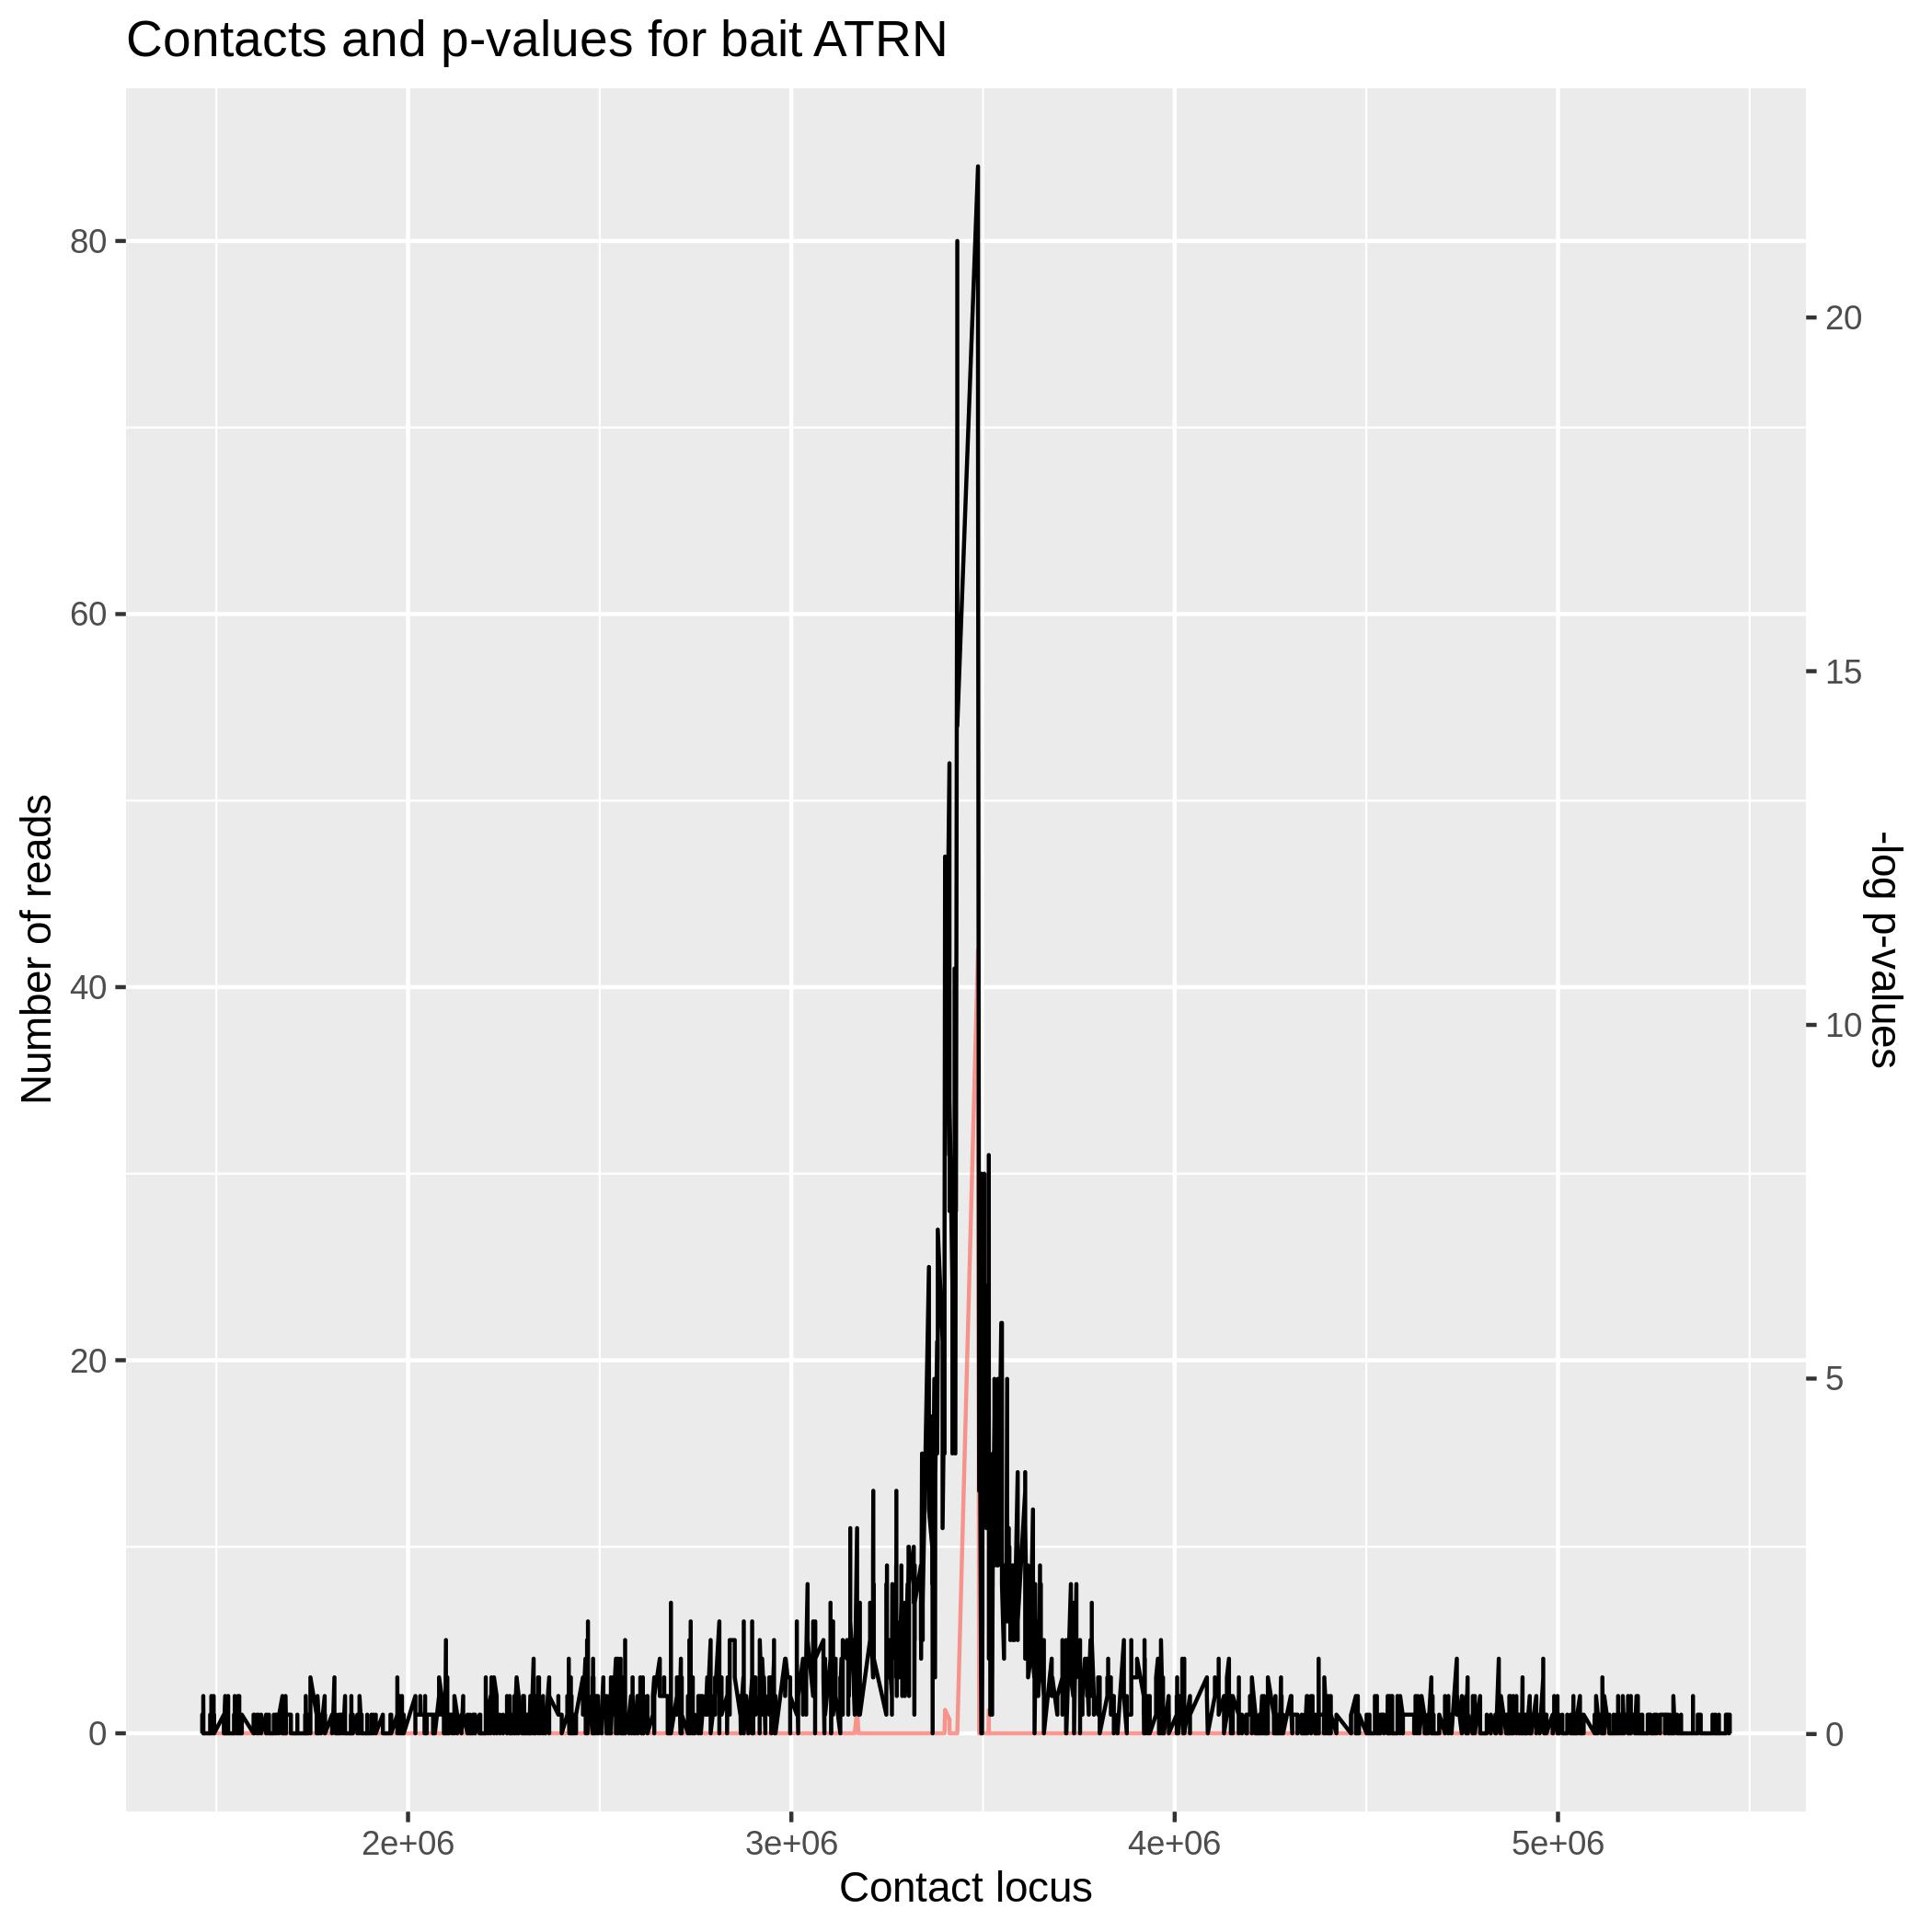 Contacts and p-values for bait ATRN
80
60
40
20
0
Number of reads
20
15
10
5
0
-log p-values
2e+06
3e+06
4e+06
5e+06
Contact locus